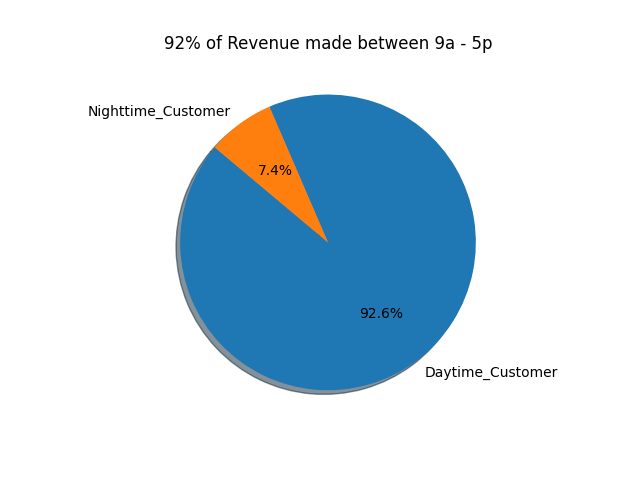 92% of Revenue made between 9a - 5p
Nighttime_Customer
7.4%
92.6%
Daytime_Customer